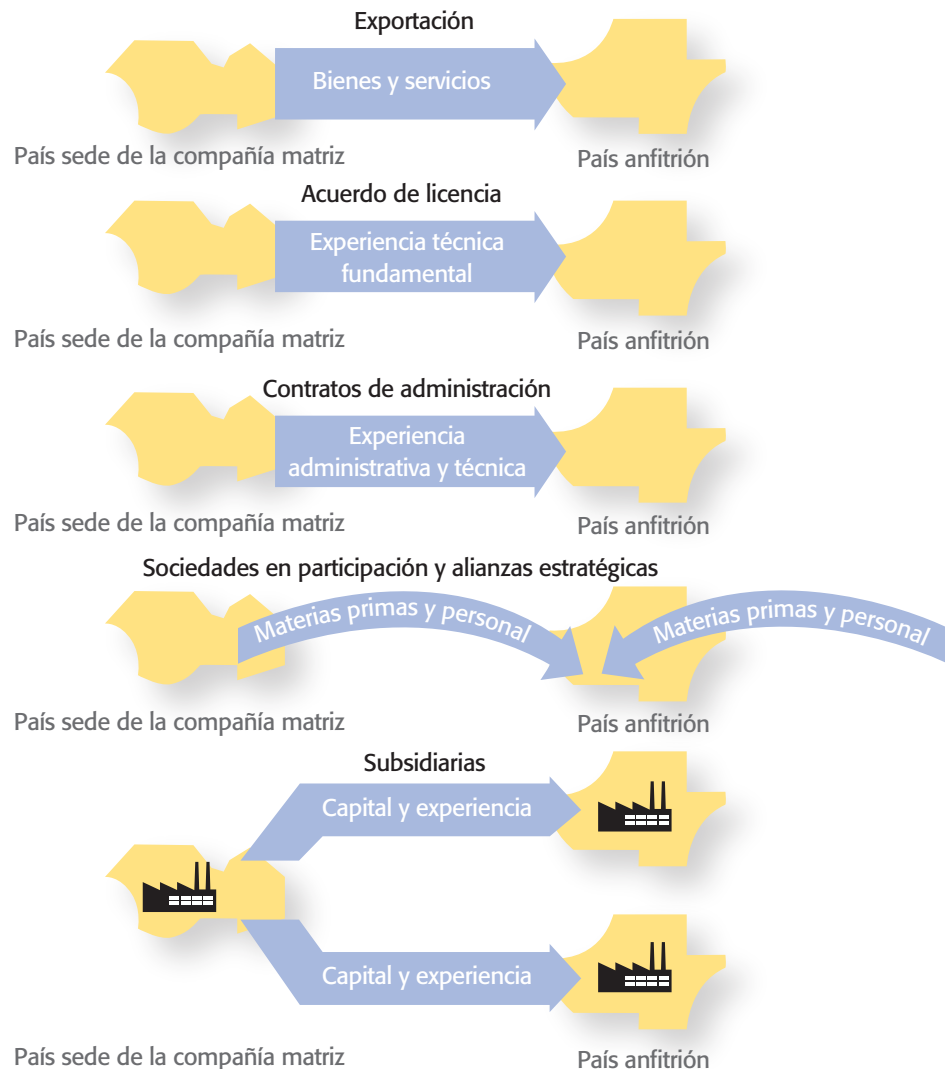 Exportación
Bienes y servicios
País sede de la compañía matriz
País anfitrión
Acuerdo de licencia
Experiencia técnica
fundamental
País sede de la compañía matriz
País anfitrión
Contratos de administración
Experiencia
administrativa y técnica
País sede de la compañía matriz
País anfitrión
Sociedades en participación y alianzas estratégicas
Materias primas y personal
Materias primas y personal
País sede de la compañía matriz
País anfitrión
Subsidiarias
Capital y experiencia
Capital y experiencia
País sede de la compañía matriz
País anfitrión